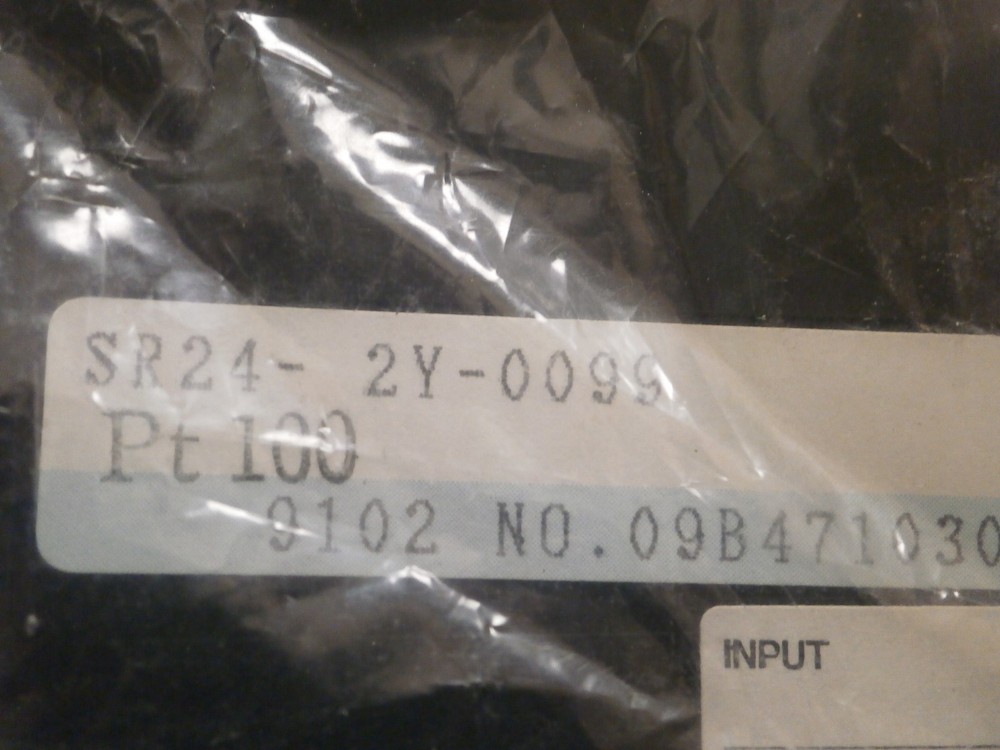 SR24- 2Y-0099
Pt100
9102 NO.09B471030
INPUT